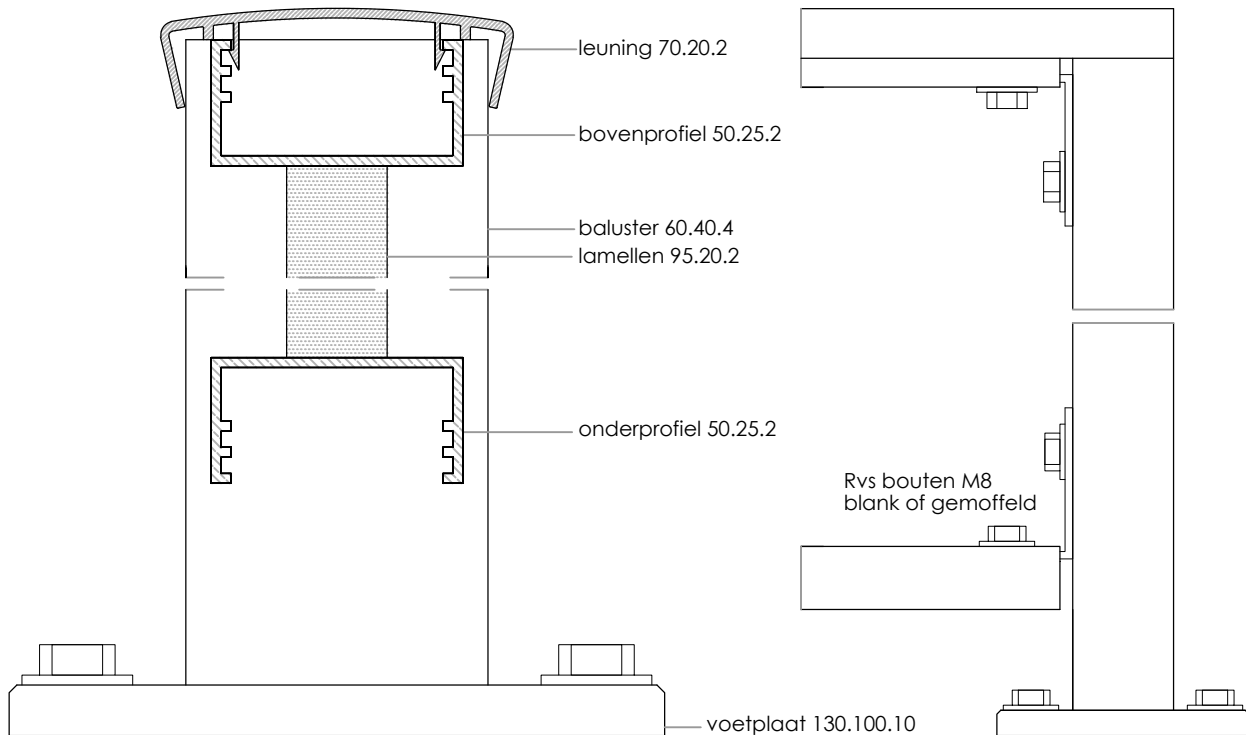 leuning 70.20.2
bovenprofiel 50.25.2
baluster 60.40.4
lamellen 95.20.2
onderprofiel 50.25.2
Rvs bouten M8
blank of gemoffeld
voetplaat 130.100.10